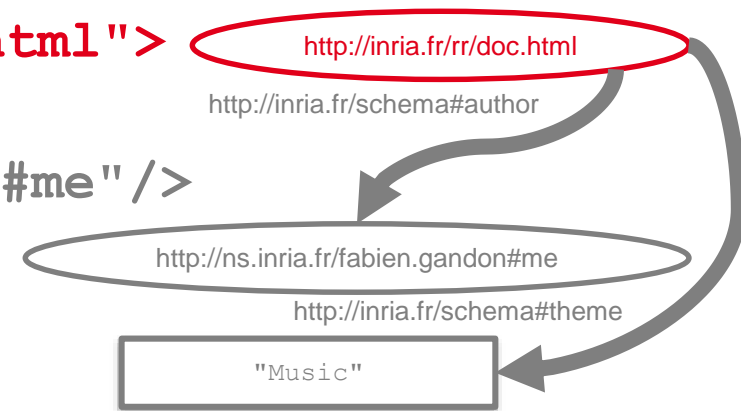 tml">
http://inria.fr/rr/doc.html
http://inria.fr/schema#author
#me"/>
http://ns.inria.fr/fabien.gandon#me
http://inria.fr/schema#theme
"Music"